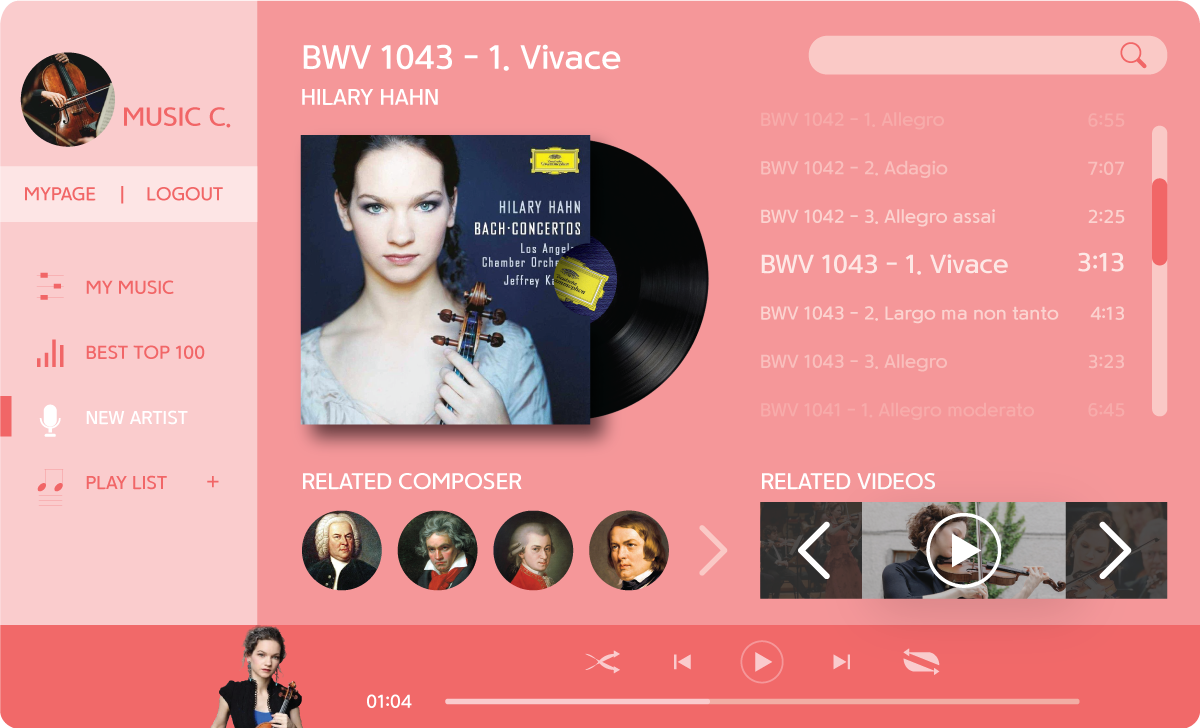 MUSIC C.
MYPAGE | LOGOUT
MY MUSIC
BEST TOP 100
NEW ARTIST
PLAY LIST +
BWV 1043 - 1. Vivace
HILARY HAHN
HILARY HAHN
BACH·CONCERTOS
Los Angel
Chamber Orche
Jeffrey K
BWV 1042 - 1. Allegro 6:55
BWV 1042 - 2. Adagio 7:07
BWV 1042 - 3. Allegro assai 2:25
BWV 1043 - 1. Vivace 3:13
BWV 1043 - 2. Largo ma non tanto 4:13
BWV 1043 - 3. Allegro 3:23
BWV 1041 - 1. Allegro moderato 6:45
RELATED COMPOSER
RELATED VIDEOS
01:04